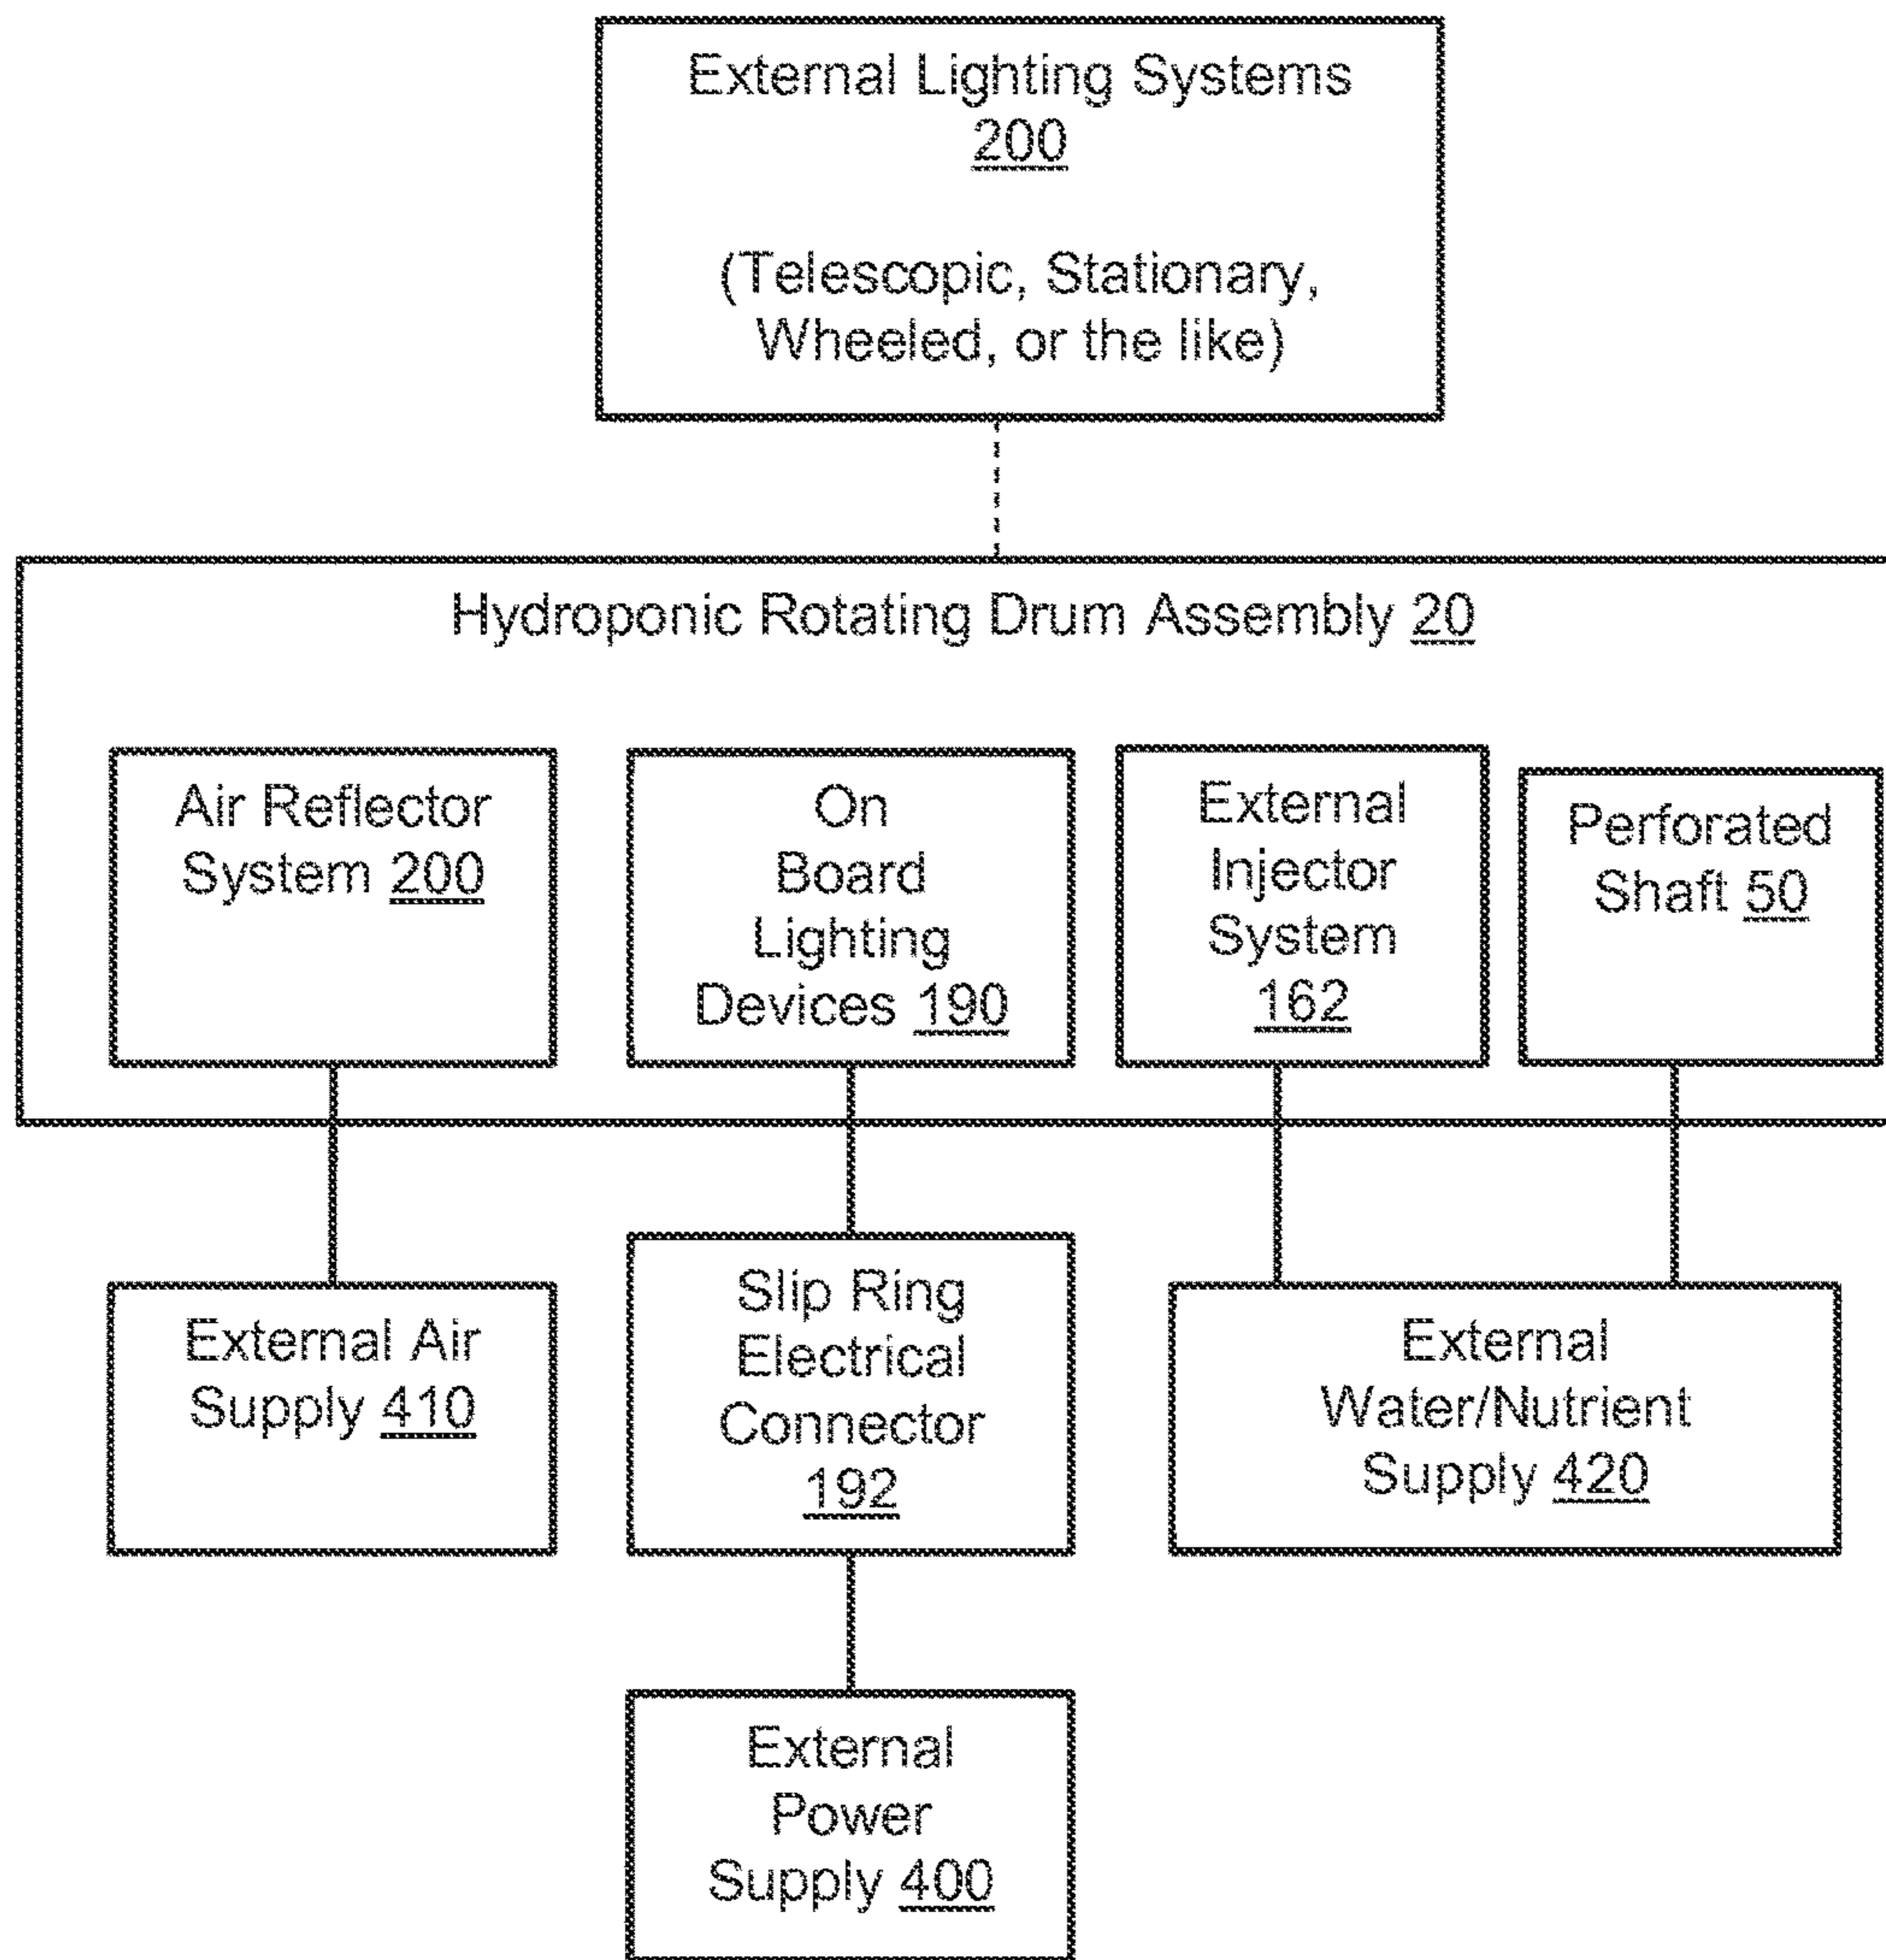 External Lighting Systems
200
(Telescopic, Stationary,
Wheeled, or the like)
Hydroponic Rotating Drum Assembly 20
Air Reflector
System 200
On
Board
Lighting
Devices 190
External
Injector
System
162
Perforated
Shaft 50
External Air
Supply 410
Slip Ring
Electrical
Connector
192
External
Water/Nutrient
Supply 420
External
Power
Supply 400